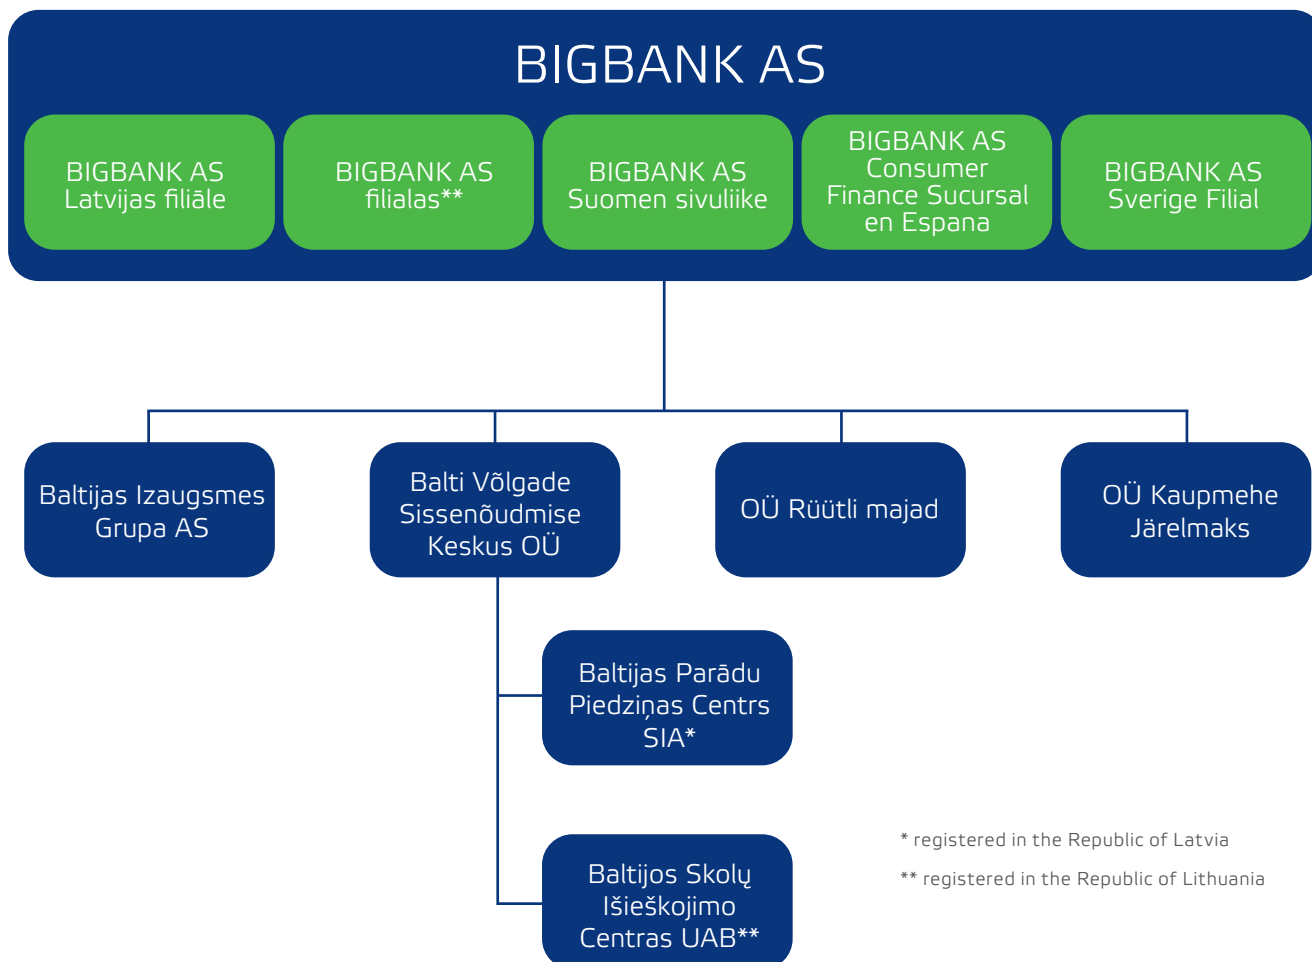 BIGBANK AS
BIGBANK AS
Latvijas filiāle
BIGBANK AS
filialas**
BIGBANK AS
Suomen sivuliike
BIGBANK AS
Consumer
Finance Sucursal
en Espana
BIGBANK AS
Sverige Filial
Baltijas Izaugsmes
Grupa AS
Balti Võlgade
Sissenõudmise
Keskus OÜ
OÜ Rüütli majad
OÜ Kaupmehe
Järelmaks
Baltijas Parādu
Piedziņas Centrs
SIA*
Baltijos Skolų
Išieškojimo
Centras UAB**
* registered in the Republic of Latvia
** registered in the Republic of Lithuania